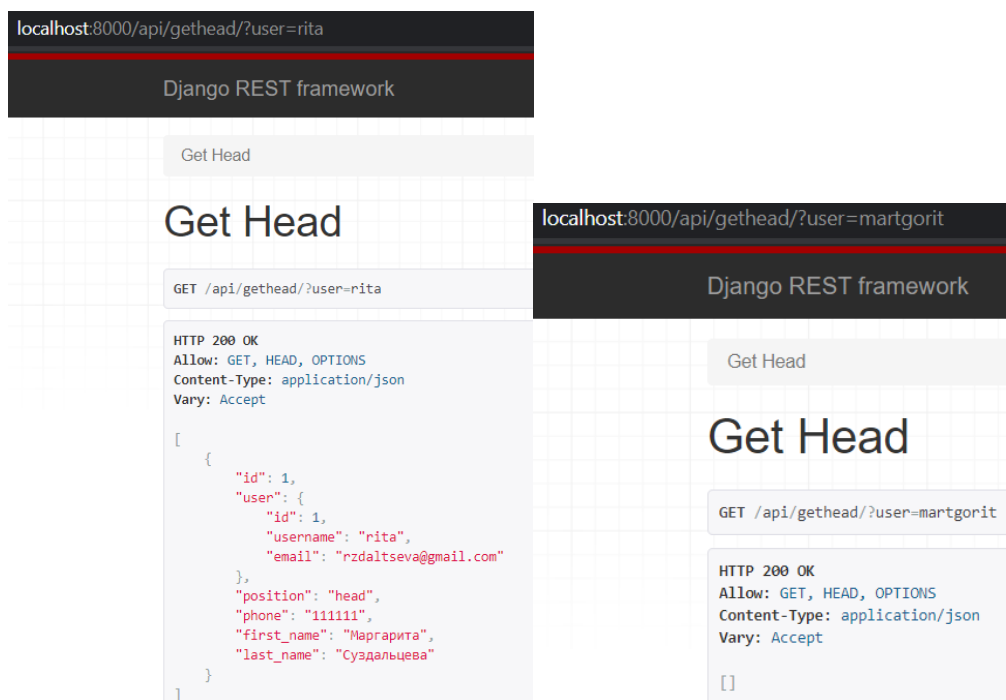 localhost:8000/api/gethead/?user=rita
Django REST framework
Get Head
Get Head
GET /api/gethead/?user=rita
HTTP 200 OK
Allow: GET, HEAD, OPTIONS
Content-Type: application/json
Vary: Accept
[
{
"id": 1,
"user": {
"id": 1,
"username": "rita",
"email": "rzdaltseva@gmail.com"
},
"position": "head",
"phone": "111111",
"first_name": "Маргарита",
"last_name": "Суздальцева"
}
]
localhost:8000/api/gethead/?user=martgorit
Django REST framework
Get Head
Get Head
GET /api/gethead/?user=martgorit
HTTP 200 OK
Allow: GET, HEAD, OPTIONS
Content-Type: application/json
Vary: Accept
[]